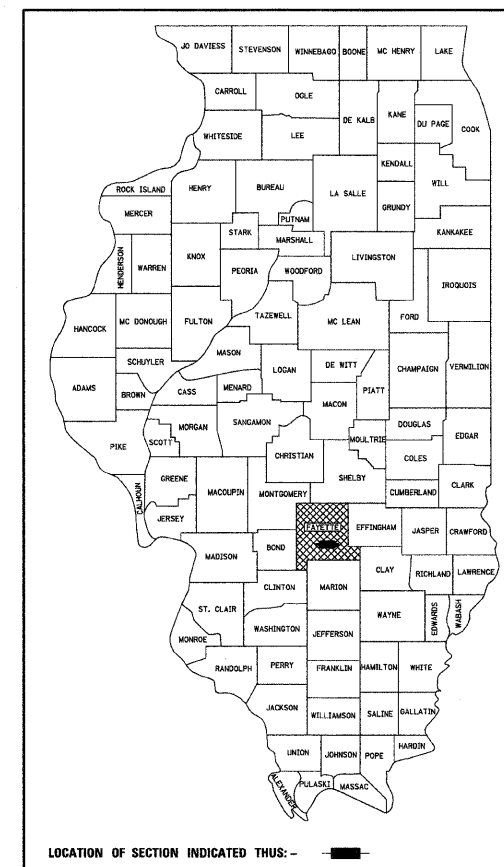 JO DAVIESS STEVENSON WINNEBAGO BOONE MC HENRY LAKE
CARROLL OGLE DE KALB KANE DU PAGE COOK
WHITESIDE LEE
KENDALL WILL
ROCK ISLAND HENRY BUREAU LA SALLE GRUNDY
MERCER PUTNAM KANKAKEE
STARK MARSHALL
HENDERSON WARREN KNOX PEORIA WOODFORD LIVINGSTON IROQUOIS
HANCOCK MC DONOUGH FULTON TAZEWELL MC LEAN FORD
SCHUYLER MASON LOGAN DE WITT CHAMPAIGN VERMILION
ADAMS BROWN CASS MENARD MACON PIATT
PIKE SCOTT MORGAN SANGAMON MOULTRIE DOUGLAS EDGAR
CHRISTIAN COLES
CALHOUN GREENE MACOUPIN MONTGOMERY SHELBY CUMBERLAND CLARK
JERSEY FAYETTE EFFINGHAM JASPER CRAWFORD
MADISON BOND
CLAY RICHLAND LAWRENCE
CLINTON MARION
ST. CLAIR WAYNE EDWARDS WABASH
MONROE WASHINGTON JEFFERSON
RANDOLPH PERRY FRANKLIN HAMILTON WHITE
JACKSON WILLIAMSON SALINE GALLATIN
UNION JOHNSON POPE HARDIN
ALEXANDER PULASKI MASSAC
LOCATION OF SECTION INDICATED THUS: -